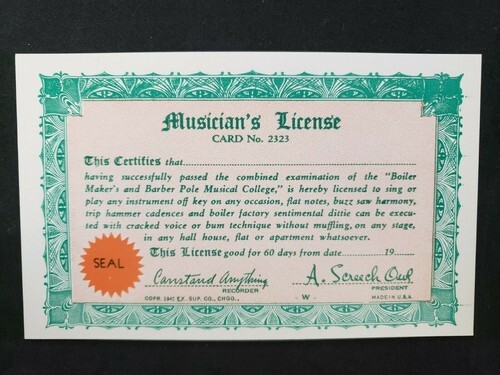 Musician's License
CARD No. 2323
This Certifies that
having successfully passed the combined examination of the "Boiler
Maker's and Barber Pole Musical College," is hereby licensed to sing or
play any instrument off key on any occasion, flat notes, buzz saw harmony,
trip hammer cadences and boiler factory sentimental dittie can be execu-
ted with cracked voice or bum technique without muffling, on any stage,
in any hall house, flat or apartment whatsoever.
This License good for 60 days from date 19
SEAL
Canstand Anything A. Screech Owl
RECORDER PRESIDENT
COPR. 1941 EX. SUP. CO., CHGO., W MADE IN U.S.A.